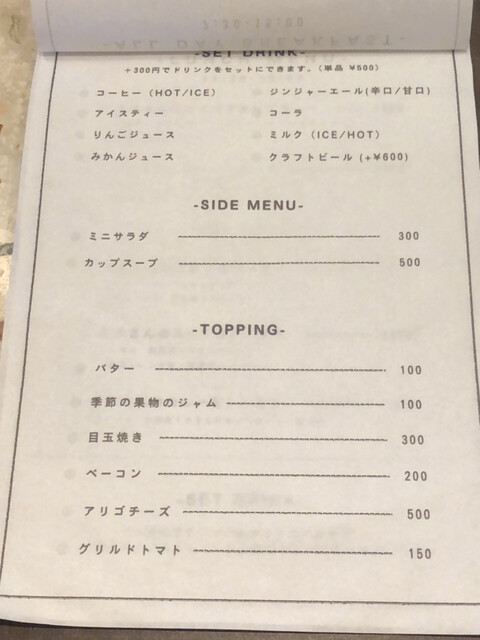 -SET DRINK-
+300円でドリンクをセットにできます。(単品 ¥500)
コーヒー (HOT/ICE)
アイスティー
りんごジュース
みかんジュース
ジンジャーエール(辛口/甘口)
コーラ
ミルク (ICE/HOT)
クラフトビール (+¥600)
-SIDE MENU-
ミニサラダ 300
カップスープ 500
-TOPPING-
バター 100
季節の果物のジャム 100
目玉焼き 300
ベーコン 200
アリゴチーズ 500
グリルドトマト 150